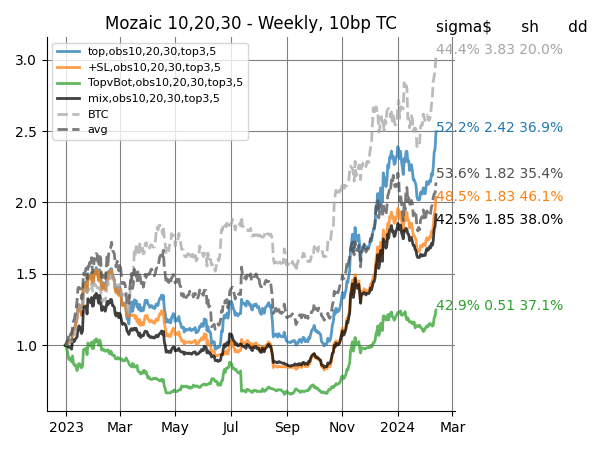 Mozaic 10,20,30 - Weekly, 10bp TC
sigma$ sh dd
top,obs10,20,30,top3,5
+SL,obs10,20,30,top3,5
TopvBot,obs10,20,30,top3,5
mix,obs10,20,30,top3,5
BTC
avg
44.4% 3.83 20.0%
52.2% 2.42 36.9%
53.6% 1.82 35.4%
48.5% 1.83 46.1%
42.5% 1.85 38.0%
42.9% 0.51 37.1%
3.0
2.5
2.0
1.5
1.0
2023 Mar May Jul Sep Nov 2024 Mar